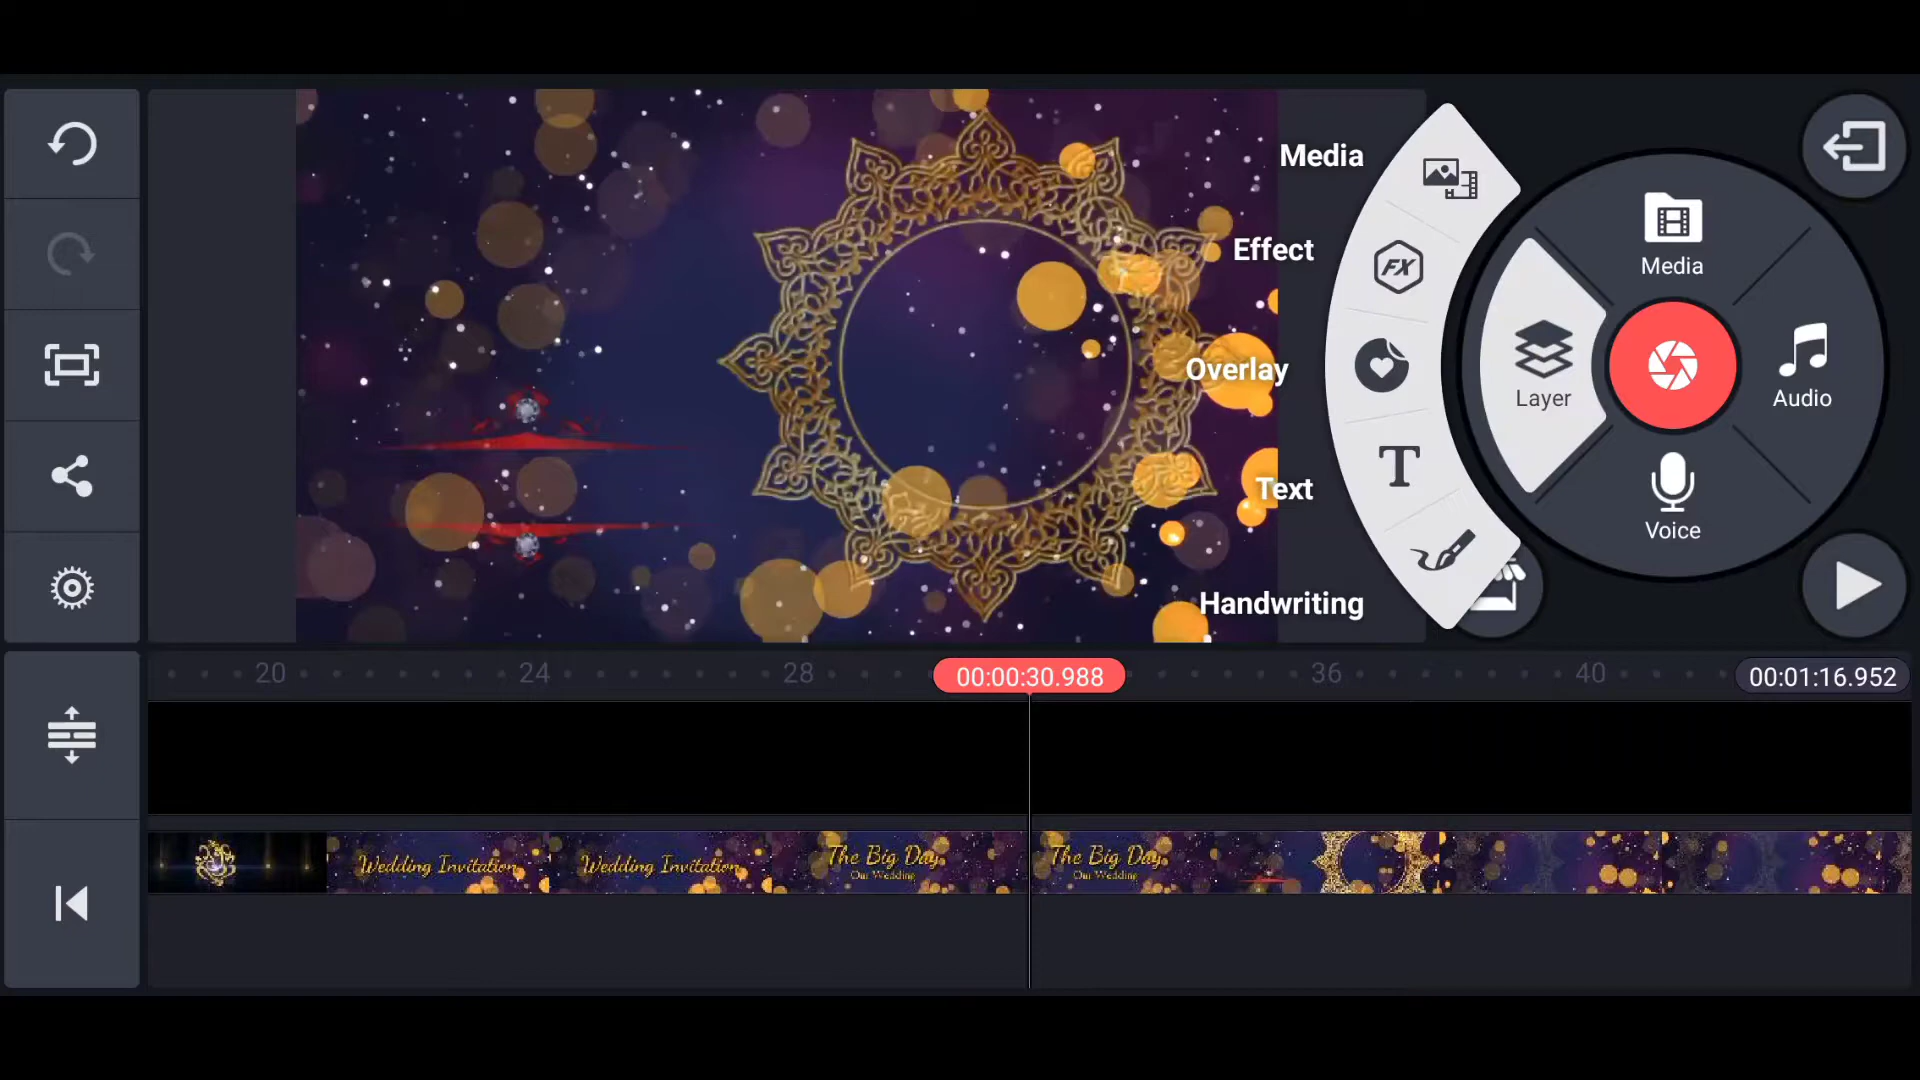 Media
Effect
Overlay
Text
Handwriting
FX
T
Media
Layer
Audio
Voice
20
24
28
00:00:30.988
36
40
00:01:16.952
Wedding Invitation
Wedding Invitation
The Big Day
Our Wedding
The Big Day
Our Wedding